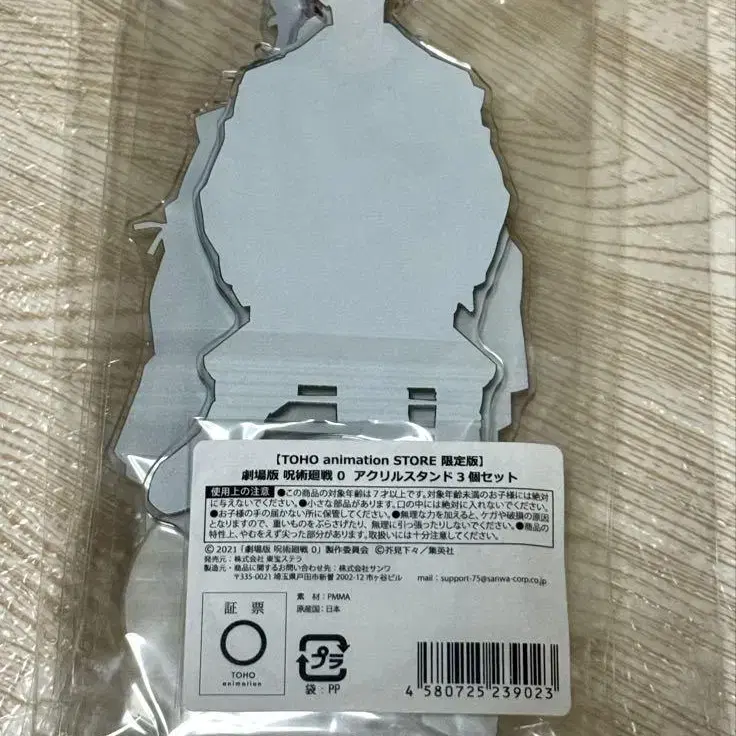 【TOHO animation STORE 限定版】
劇場版 呪術廻戦 0 アクリルスタンド3個セット
使用上の注意 ●この商品の対象年齢は7才以上です。対象年齢未満のお子様には絶対
に与えないでください。●小さな部品があります。口の中には絶対に入れないでください。
●お子様の手の届かない所に保管してください。●無理な力を加えると、ケガや破損の原因
となりますので、重いものをぶらさげたり、無理に引っ張ったりしないでください。●商品
の特性上、やむをえず尖った部分があります。取扱いには十分注意してください。
© 2021「劇場版 呪術廻戦 0」製作委員会 ©芥見下々／集英社
発売元：株式会社 東宝ステラ
製造元・商品に関するお問い合わせ先：株式会社サンワ
〒335-0021 埼玉県戸田市新曽 2002-12 市ヶ谷ビル mail：support-75@sanwa-corp.co.jp
証票
TOHO
animation
素 材：PMMA
原産国：日本
プラ
袋：PP
4 580725 239023